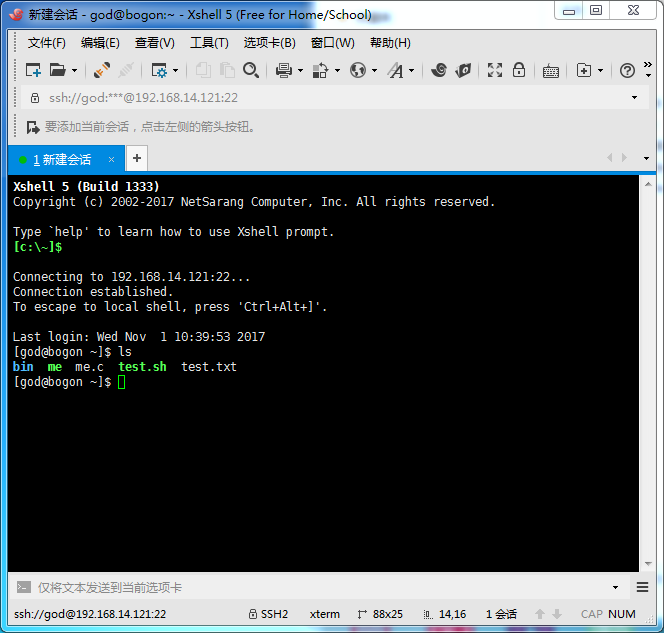 新建会话 - god@bogon:~ - Xshell 5 (Free for Home/School)
文件(F) 编辑(E) 查看(V) 工具(T) 选项卡(B) 窗口(W) 帮助(H)
ssh://god:***@192.168.14.121:22
要添加当前会话，点击左侧的箭头按钮。
1 新建会话
Xshell 5 (Build 1333)
Copyright (c) 2002-2017 NetSarang Computer, Inc. All rights reserved.
Type `help' to learn how to use Xshell prompt.
[c:\~]$
Connecting to 192.168.14.121:22...
Connection established.
To escape to local shell, press 'Ctrl+Alt+]'.
Last login: Wed Nov  1 10:39:53 2017
[god@bogon ~]$ ls
bin  me  me.c  test.sh  test.txt
[god@bogon ~]$
仅将文本发送到当前选项卡
ssh://god@192.168.14.121:22 SSH2 xterm 88x25 14,16 1 会话 CAP NUM